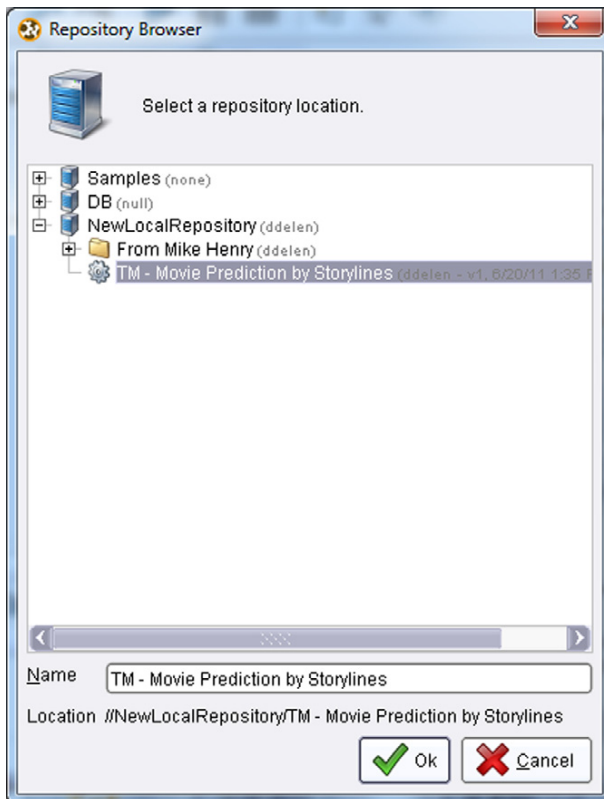 Repository Browser
Select a repository location.
Samples (none)
DB (null)
NewLocalRepository (ddelen)
From Mike Henry (ddelen)
TM - Movie Prediction by Storylines (ddelen - v1, 6/20/11 1:35
Name TM - Movie Prediction by Storylines
Location //NewLocalRepository/TM - Movie Prediction by Storylines
Ok Cancel